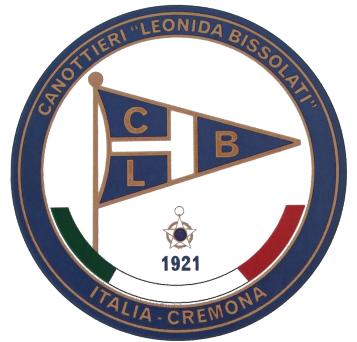 CANOTTIERI "LEONIDA BISSOLATI"
C
L
B
1921
ITALIA - CREMONA